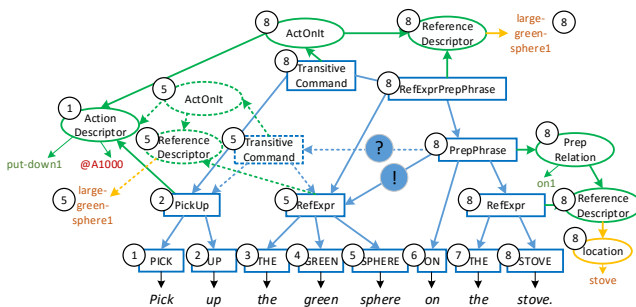 8 ActOnIt
8 Reference Descriptor
large-green-sphere1 8
8 Transitive Command
8 RefExprPrepPhrase
5 ActOnIt
1 Action Descriptor
5 Reference Descriptor
5 Transitive Command
?
8 PrepPhrase
8 Prep Relation
put-down1
@A1000
!
on1
5 large-green-sphere1
2 PickUp
5 RefExpr
8 RefExpr
8 Reference Descriptor
8 location
stove
1 PICK
2 UP
3 THE
4 GREEN
5 SPHERE
6 ON
7 THE
8 STOVE
Pick up the green sphere on the stove.